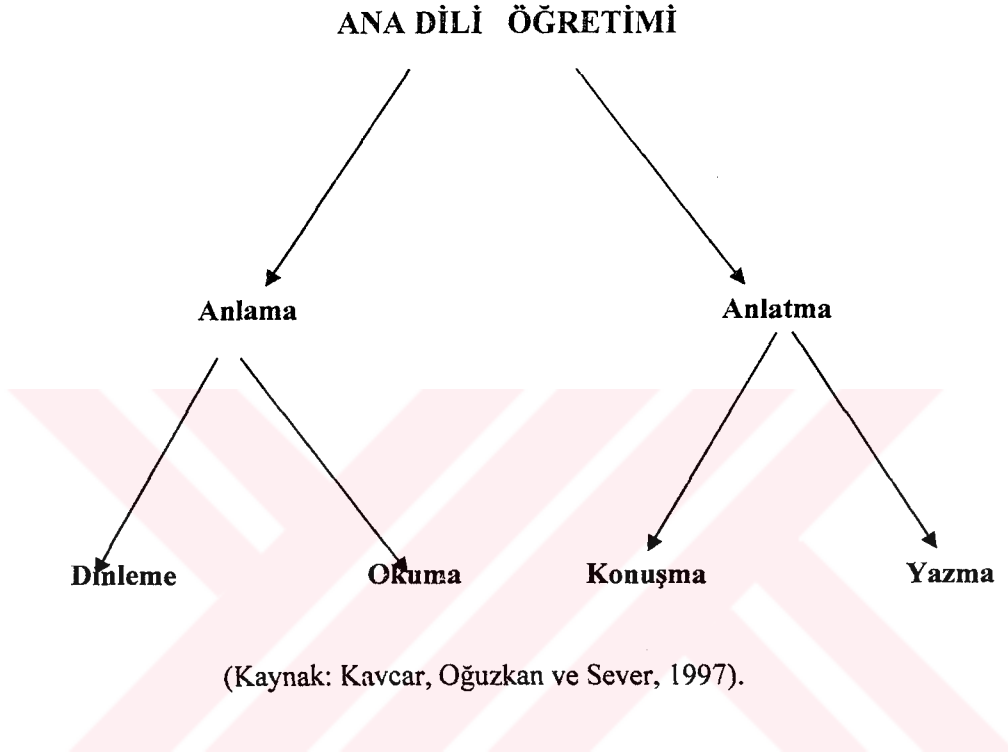 ANA DİLİ ÖĞRETİMİ
Anlama
Anlatma
Dinleme
Okuma
Konuşma
Yazma
(Kaynak: Kavcar, Oğuzkan ve Sever, 1997).